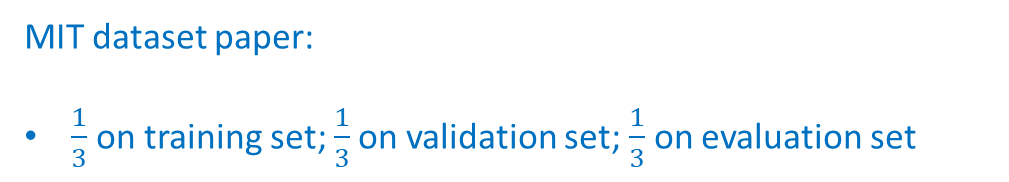 MIT dataset paper:
• 1/3 on training set; 1/3 on validation set; 1/3 on evaluation set